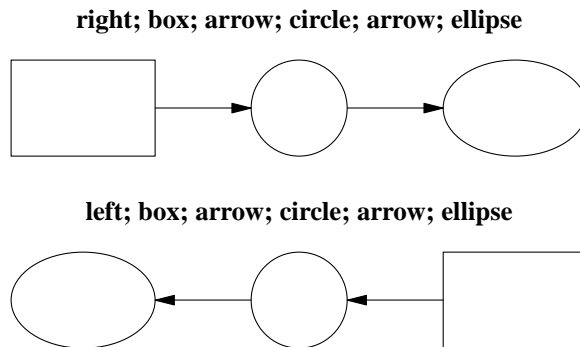 right; box; arrow; circle; arrow; ellipse
left; box; arrow; circle; arrow; ellipse